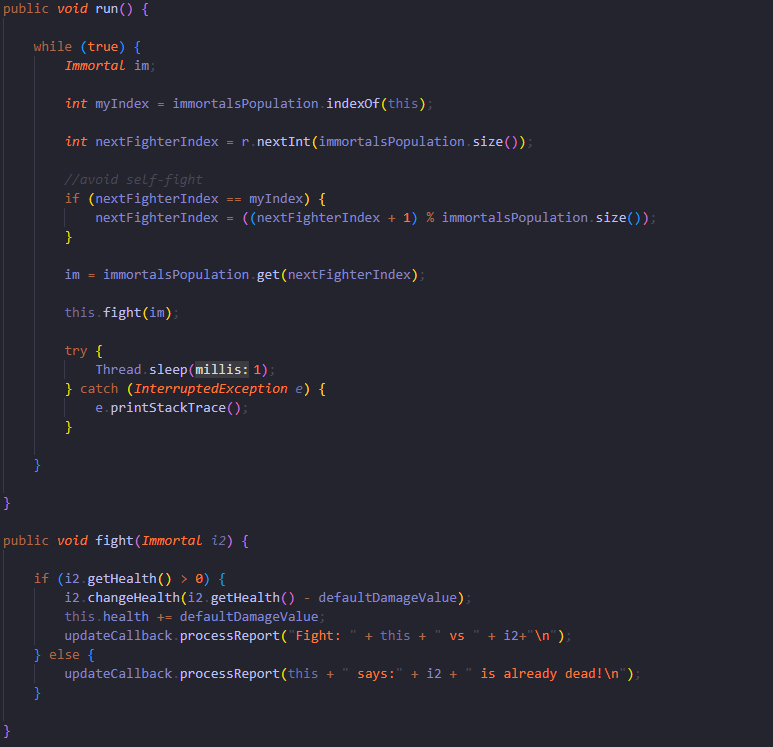 public void run() {
while (true) {
Immortal im;
int myIndex = immortalsPopulation.indexOf(this);
int nextFighterIndex = r.nextInt(immortalsPopulation.size());
//avoid self-fight
if (nextFighterIndex == myIndex) {
nextFighterIndex = ((nextFighterIndex + 1) % immortalsPopulation.size());
}
im = immortalsPopulation.get(nextFighterIndex);
this.fight(im);
try {
Thread.sleep(millis:1);
} catch (InterruptedException e) {
e.printStackTrace();
}
}
}
public void fight(Immortal i2) {
if (i2.getHealth() > 0) {
i2.changeHealth(i2.getHealth() - defaultDamageValue);
this.health += defaultDamageValue;
updateCallback.processReport("Fight: " + this + " vs " + i2+"\n");
} else {
updateCallback.processReport(this + " says:" + i2 + " is already dead!\n");
}
}